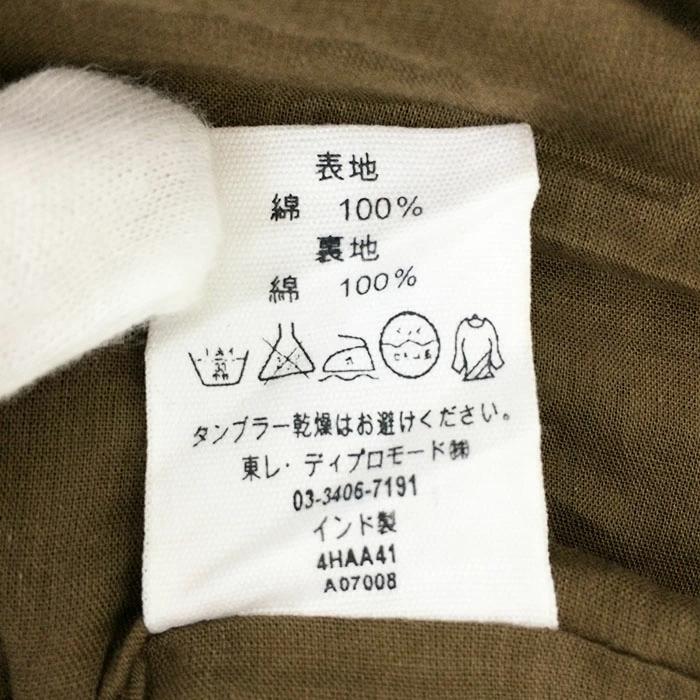 表地
綿 100%
裏地
綿 100%
タンブラー乾燥はお避けください。
東レ・ディプロモード㈱
03-3406-7191
インド製
4HAA41
A07008